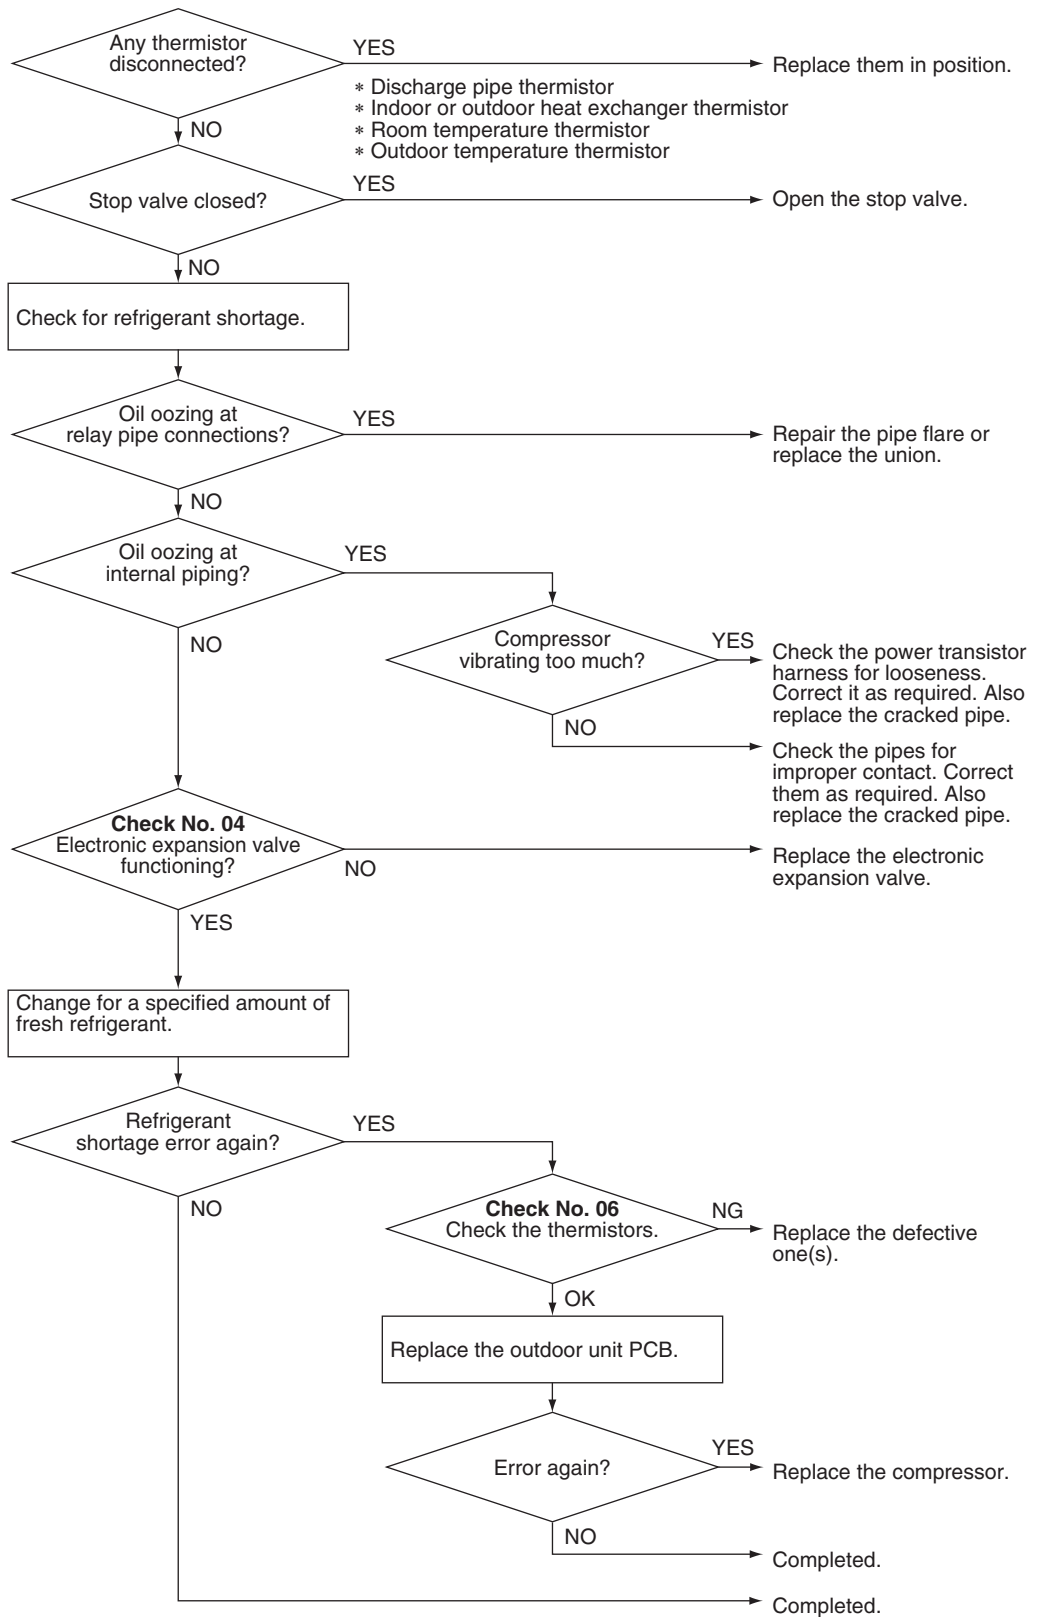 Any thermistor
disconnected?
YES
Replace them in position.
∗ Discharge pipe thermistor
∗ Indoor or outdoor heat exchanger thermistor
∗ Room temperature thermistor
∗ Outdoor temperature thermistor
NO
Stop valve closed?
YES
Open the stop valve.
NO
Check for refrigerant shortage.
Oil oozing at
relay pipe connections?
YES
Repair the pipe flare or
replace the union.
NO
Oil oozing at
internal piping?
YES
NO
Compressor
vibrating too much?
YES
Check the power transistor
harness for looseness.
Correct it as required. Also
replace the cracked pipe.
NO
Check the pipes for
improper contact. Correct
them as required. Also
replace the cracked pipe.
Check No. 04
Electronic expansion valve
functioning?
NO
Replace the electronic
expansion valve.
YES
Change for a specified amount of
fresh refrigerant.
Refrigerant
shortage error again?
YES
NO
Check No. 06
Check the thermistors.
NG
Replace the defective
one(s).
OK
Replace the outdoor unit PCB.
Error again?
YES
Replace the compressor.
NO
Completed.
Completed.